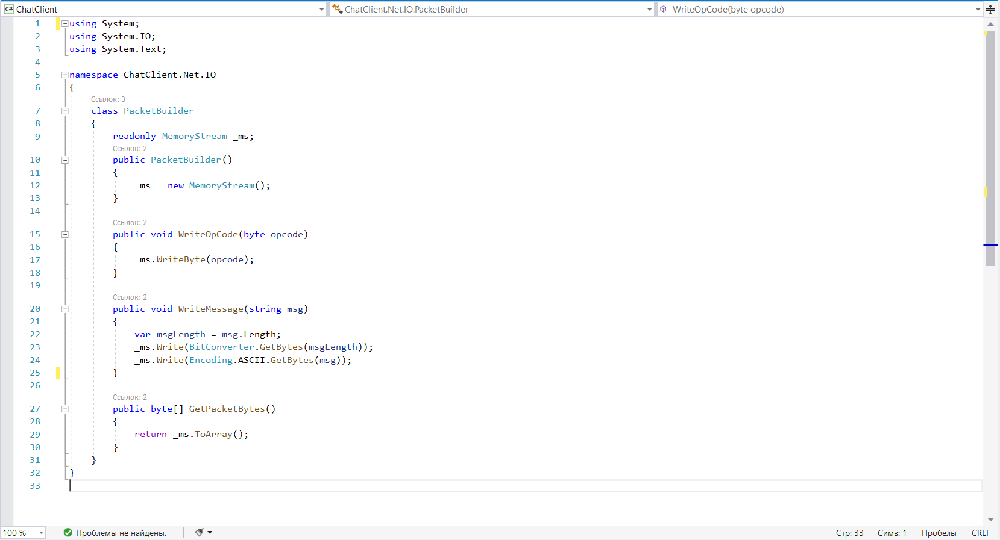 C# ChatClient ChatClient.Net.IO.PacketBuilder WriteOpCode(byte opcode)
1 using System;
2 using System.IO;
3 using System.Text;
4
5 namespace ChatClient.Net.IO
6 {
Ссылок: 3
7 class PacketBuilder
8 {
9 readonly MemoryStream _ms;
Ссылок: 2
10 public PacketBuilder()
11 {
12 _ms = new MemoryStream();
13 }
14
Ссылок: 2
15 public void WriteOpCode(byte opcode)
16 {
17 _ms.WriteByte(opcode);
18 }
19
Ссылок: 2
20 public void WriteMessage(string msg)
21 {
22 var msgLength = msg.Length;
23 _ms.Write(BitConverter.GetBytes(msgLength));
24 _ms.Write(Encoding.ASCII.GetBytes(msg));
25 }
26
Ссылок: 2
27 public byte[] GetPacketBytes()
28 {
29 return _ms.ToArray();
30 }
31 }
32 }
33
100 % Проблемы не найдены. Стр: 33 Симв: 1 Пробелы CRLF